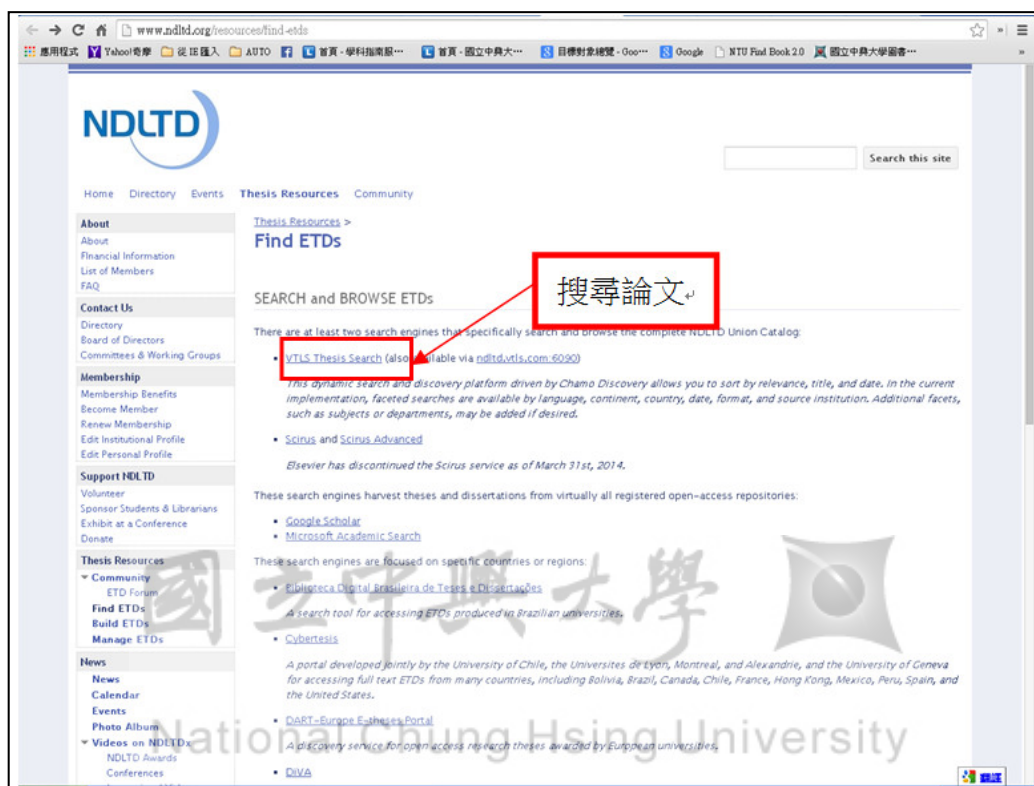 www.ndltd.org/resources/find-etds
應用程式 Yahoo!奇摩 從 IE 匯入 AUTO 首頁 - 學科指南服… 首頁 - 國立中興大… 目標對象總覽 - Goo… Google NTU Find Book 2.0 國立中興大學圖書… »
NDLTD
Search this site
Home Directory Events Thesis Resources Community
About
About
Financial Information
List of Members
FAQ
Contact Us
Directory
Board of Directors
Committees & Working Groups
Membership
Membership Benefits
Become Member
Renew Membership
Edit Institutional Profile
Edit Personal Profile
Support NDLTD
Volunteer
Sponsor Students & Librarians
Exhibit at a Conference
Donate
Thesis Resources
Community
ETD Forum
Find ETDs
Build ETDs
Manage ETDs
News
News
Calendar
Events
Photo Album
Videos on NDLTD
NDLTD Awards
Conferences
Thesis Resources >
Find ETDs
搜尋論文
SEARCH and BROWSE ETDs
There are at least two search engines that specifically search and browse the complete NDLTD Union Catalog:
VTLS Thesis Search (also available via ndltd.vtls.com:6090)
This dynamic search and discovery platform driven by Chamo Discovery allows you to sort by relevance, title, and date. In the current
implementation, faceted searches are available by language, continent, country, date, format, and source institution. Additional facets,
such as subjects or departments, may be added if desired.
Scirus and Scirus Advanced
Elsevier has discontinued the Scirus service as of March 31st, 2014.
These search engines harvest theses and dissertations from virtually all registered open-access repositories:
Google Scholar
Microsoft Academic Search
These search engines are focused on specific countries or regions:
Biblioteca Digital Brasileira de Teses e Dissertações
A search tool for accessing ETDs produced in Brazilian universities.
Cybertesis
A portal developed jointly by the University of Chile, the Universites de Lyon, Montreal, and Alexandrie, and the University of Geneva
for accessing full text ETDs from many countries, including Bolivia, Brazil, Canada, Chile, France, Hong Kong, Mexico, Peru, Spain, and
the United States.
DART-Europe E-theses Portal
A discovery service for open access research theses awarded by European universities.
DiVA
國立中興大學
National Chung Hsing University
翻譯